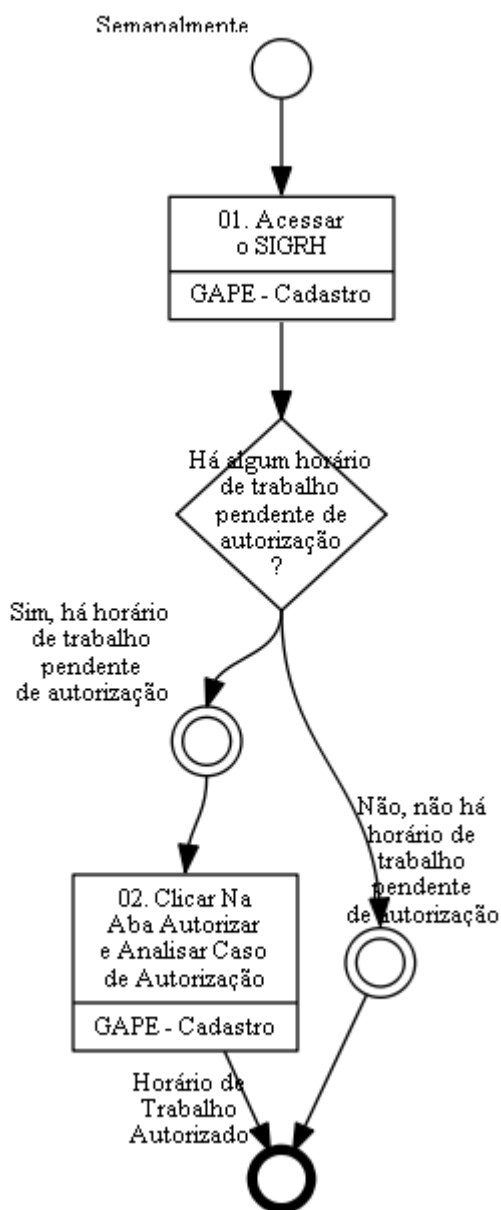 Semanalmente
01. Acessar
o SIGRH
GAPE - Cadastro
Há algum horário
de trabalho
pendente de
autorização
?
Sim, há horário
de trabalho
pendente
de autorização
Não, não há
horário de
trabalho
pendente
de autorização
02. Clicar Na
Aba Autorizar
e Analisar Caso
de Autorização
GAPE - Cadastro
Horário de
Trabalho
Autorizado